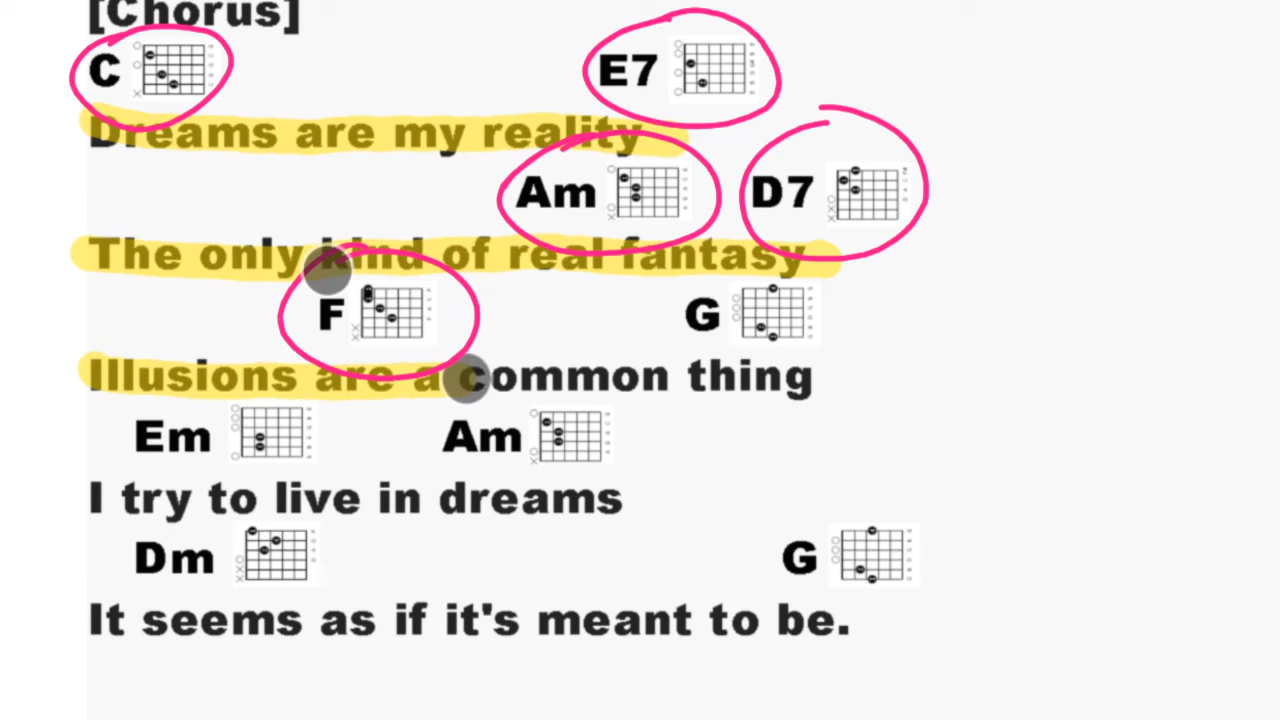 [Chorus]
C E7
Dreams are my reality
Am D7
The only kind of real fantasy
F G
Illusions are a common thing
Em Am
I try to live in dreams
Dm G
It seems as if it's meant to be.